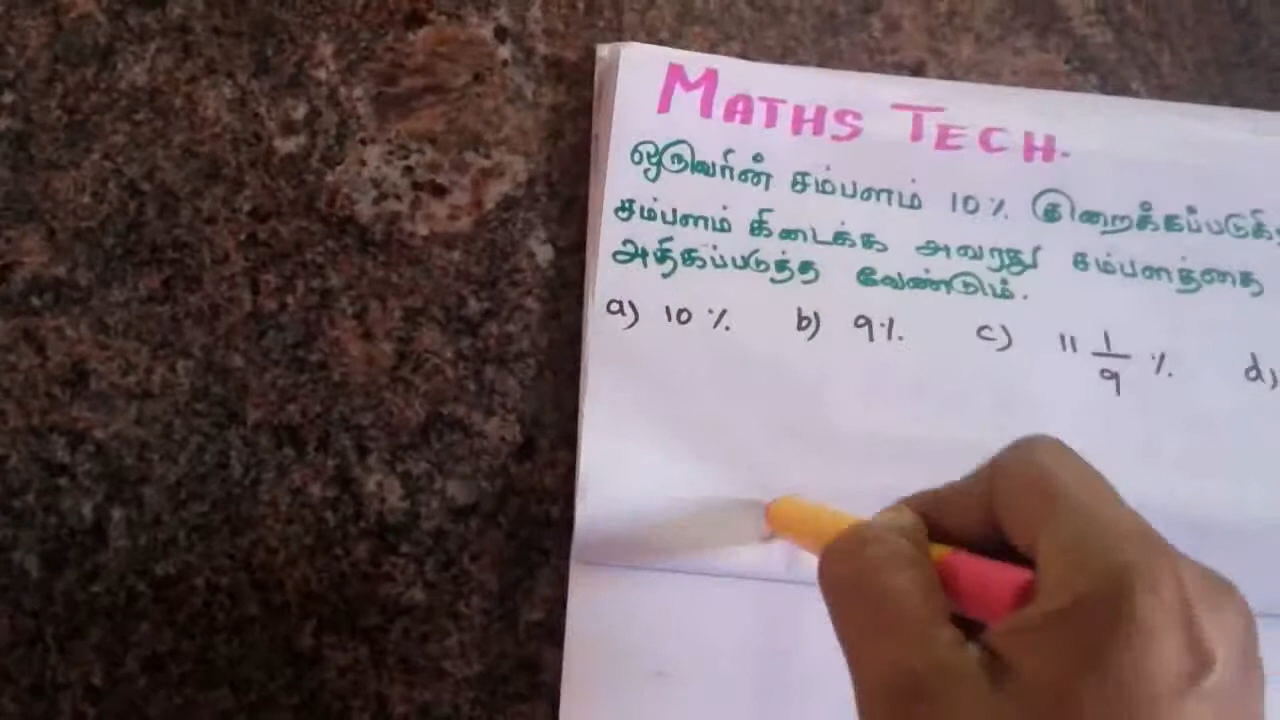 MATHS TECH.
ஒருவரின் சம்பளம் 10% குறைக்கப்படுகி
சம்பளம் கிடைக்க அவரது சம்பளத்தை
அதிகப்படுத்த வேண்டும்.
a) 10% b) 9% c) 11 1/9 % d)